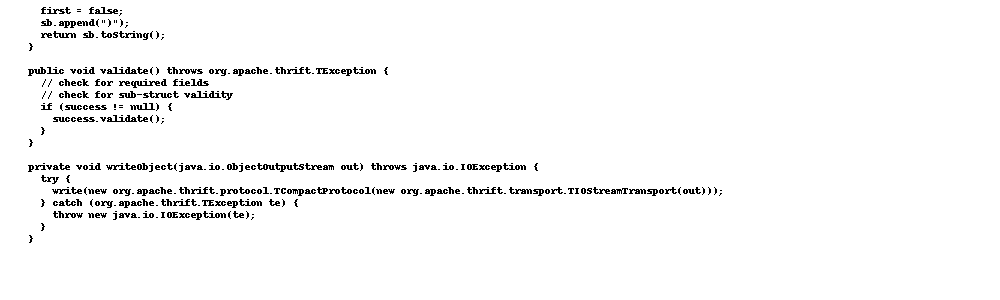 first = false;
sb.append(")");
return sb.toString();
}
public void validate() throws org.apache.thrift.TException {
// check for required fields
// check for sub-struct validity
if (success != null) {
success.validate();
}
}
private void writeObject(java.io.ObjectOutputStream out) throws java.io.IOException {
try {
write(new org.apache.thrift.protocol.TCompactProtocol(new org.apache.thrift.transport.TIOStreamTransport(out)));
} catch (org.apache.thrift.TException te) {
throw new java.io.IOException(te);
}
}